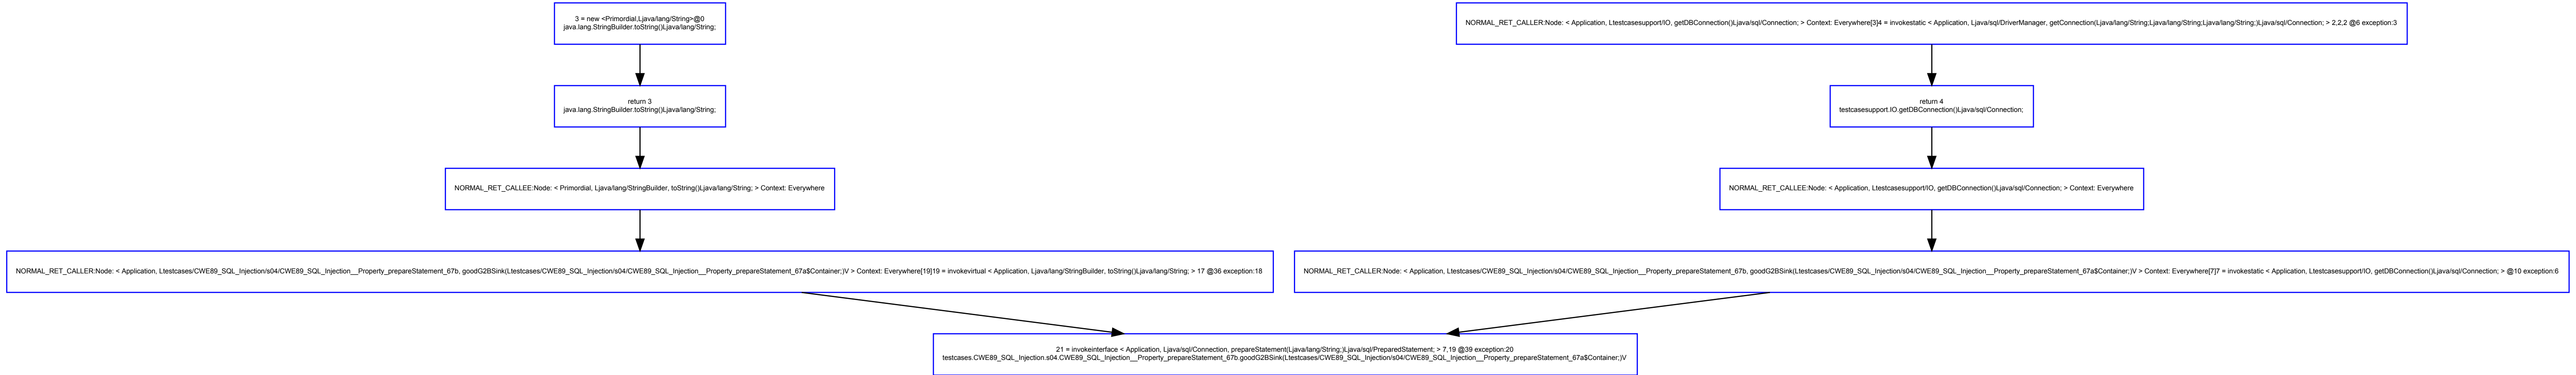 3 = new <Primordial,Ljava/lang/String>@0
java.lang.StringBuilder.toString()Ljava/lang/String;
NORMAL_RET_CALLER:Node: < Application, Ltestcasesupport/IO, getDBConnection()Ljava/sql/Connection; > Context: Everywhere[3]4 = invokestatic < Application, Ljava/sql/DriverManager, getConnection(Ljava/lang/String;Ljava/lang/String;Ljava/lang/String;)Ljava/sql/Connection; > 2,2,2 @6 exception:3
return 3
java.lang.StringBuilder.toString()Ljava/lang/String;
return 4
testcasesupport.IO.getDBConnection()Ljava/sql/Connection;
NORMAL_RET_CALLEE:Node: < Primordial, Ljava/lang/StringBuilder, toString()Ljava/lang/String; > Context: Everywhere
NORMAL_RET_CALLEE:Node: < Application, Ltestcasesupport/IO, getDBConnection()Ljava/sql/Connection; > Context: Everywhere
NORMAL_RET_CALLER:Node: < Application, Ltestcases/CWE89_SQL_Injection/s04/CWE89_SQL_Injection__Property_prepareStatement_67b, goodG2BSink(Ltestcases/CWE89_SQL_Injection/s04/CWE89_SQL_Injection__Property_prepareStatement_67a$Container;)V > Context: Everywhere[19]19 = invokevirtual < Application, Ljava/lang/StringBuilder, toString()Ljava/lang/String; > 17 @36 exception:18
NORMAL_RET_CALLER:Node: < Application, Ltestcases/CWE89_SQL_Injection/s04/CWE89_SQL_Injection__Property_prepareStatement_67b, goodG2BSink(Ltestcases/CWE89_SQL_Injection/s04/CWE89_SQL_Injection__Property_prepareStatement_67a$Container;)V > Context: Everywhere[7]7 = invokestatic < Application, Ltestcasesupport/IO, getDBConnection()Ljava/sql/Connection; > @10 exception:6
21 = invokeinterface < Application, Ljava/sql/Connection, prepareStatement(Ljava/lang/String;)Ljava/sql/PreparedStatement; > 7,19 @39 exception:20
testcases.CWE89_SQL_Injection.s04.CWE89_SQL_Injection__Property_prepareStatement_67b.goodG2BSink(Ltestcases/CWE89_SQL_Injection/s04/CWE89_SQL_Injection__Property_prepareStatement_67a$Container;)V